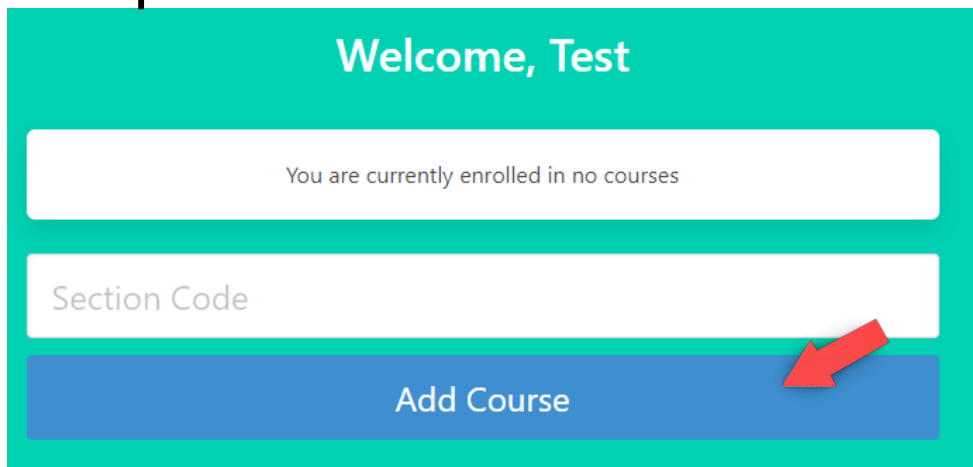 Welcome, Test
You are currently enrolled in no courses
Section Code
Add Course